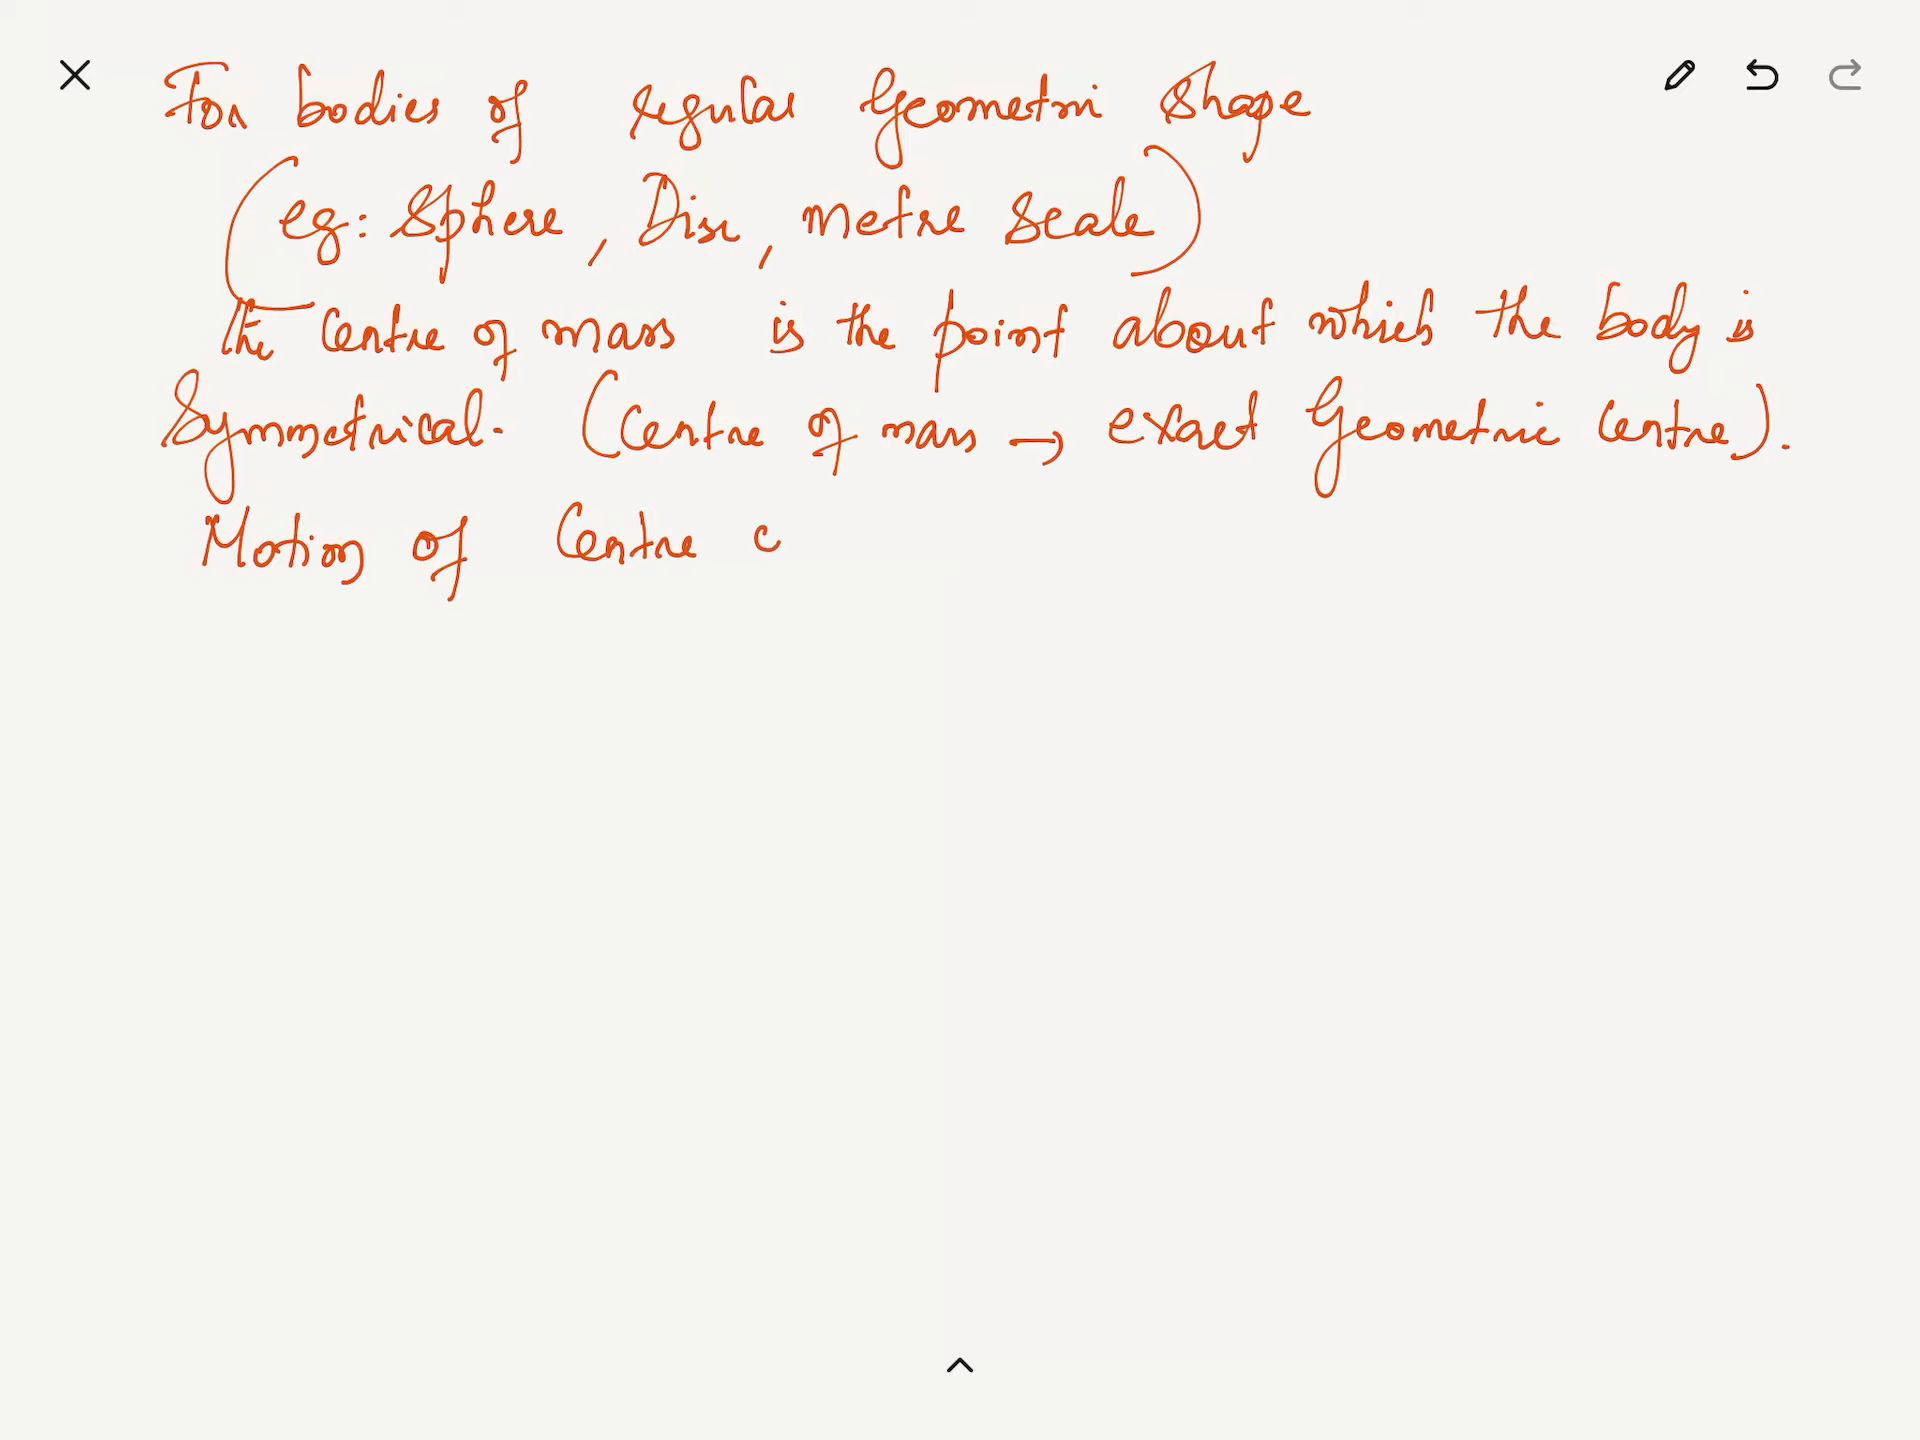 For bodies of regular Geometri Shape
(eg: Sphere, Disc, metre Scale)
The Centre of mass is the point about which the body is
Symmetrical. (Centre of mass → exact Geometric Centre).
Motion of Centre c